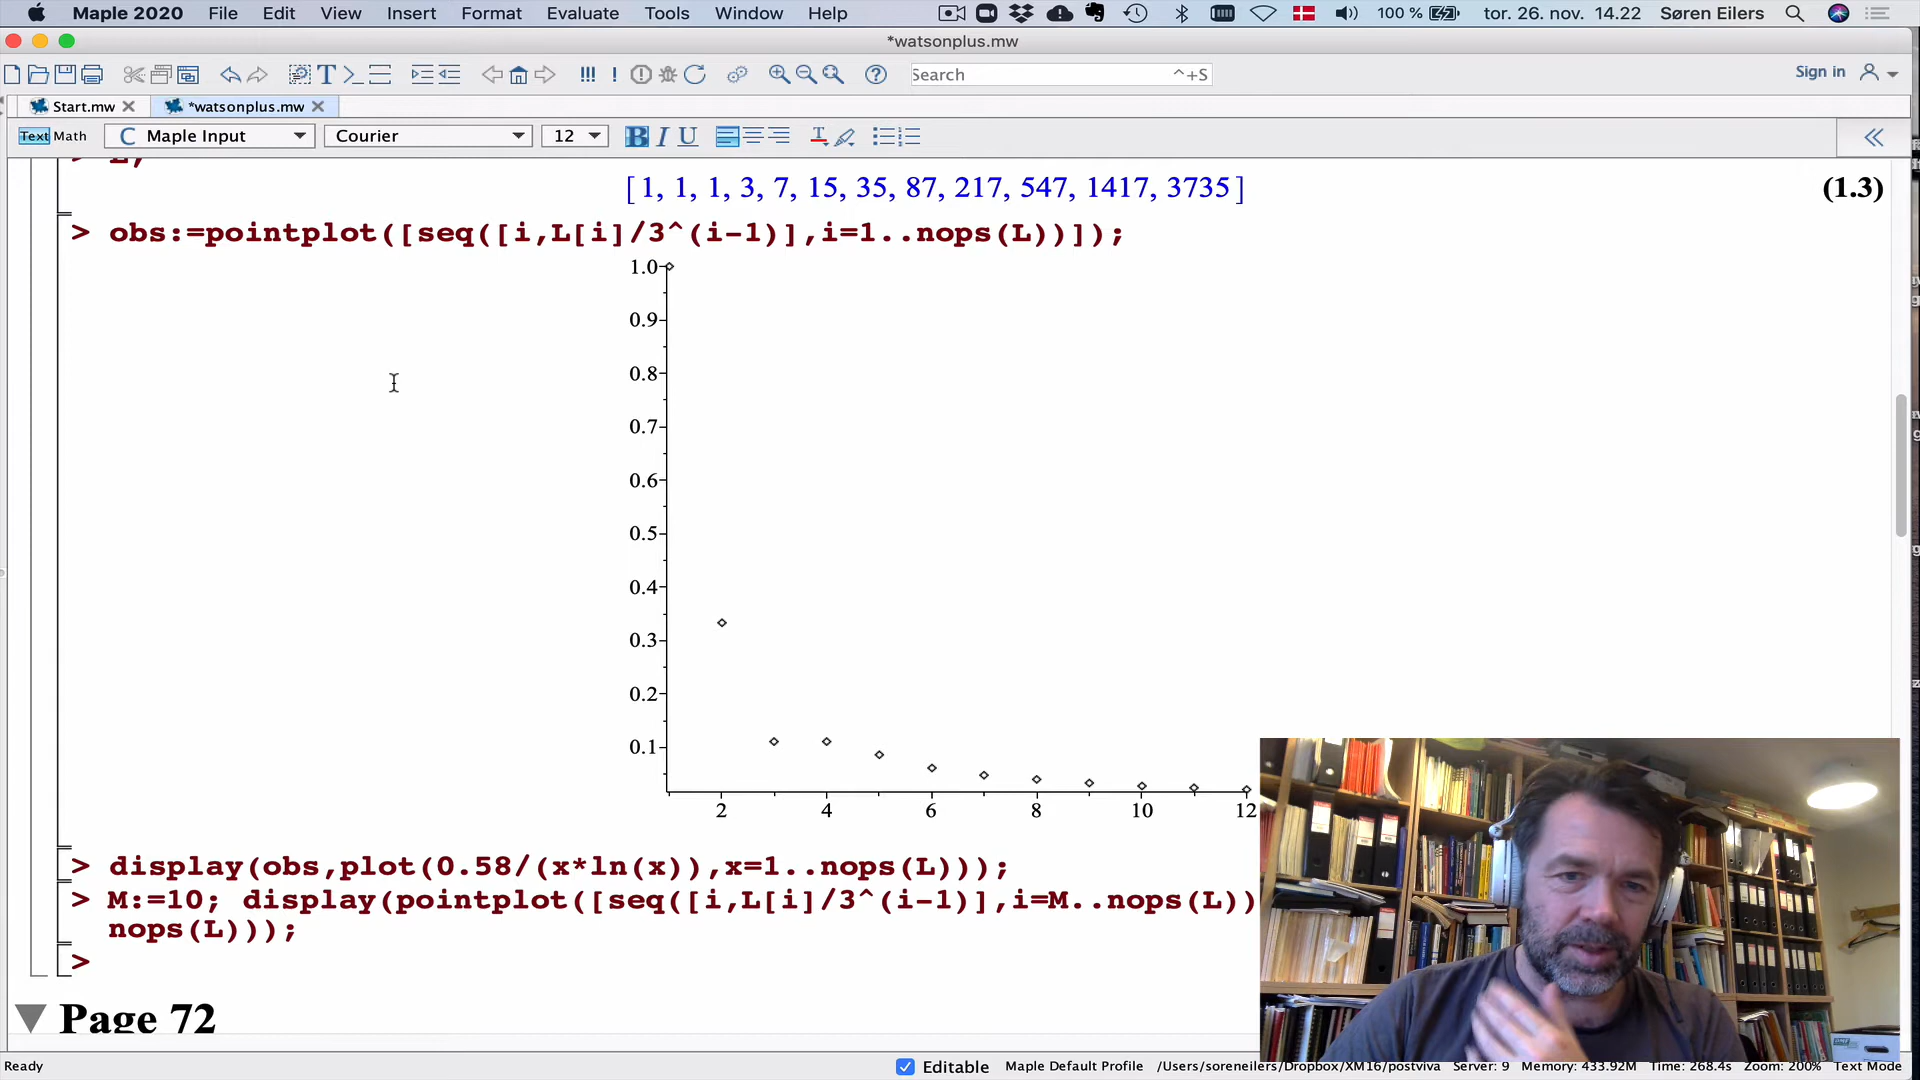 Maple 2020 File Edit View Insert Format Evaluate Tools Window Help 100 % tor. 26. nov. 14.22 Søren Eilers
*watsonplus.mw
Search ^+S Sign in
Start.mw *watsonplus.mw
Text Math C Maple Input Courier 12 B I U
> L;
[1, 1, 1, 3, 7, 15, 35, 87, 217, 547, 1417, 3735] (1.3)
> obs:=pointplot([seq([i,L[i]/3^(i-1)],i=1..nops(L))]);
1.0
0.9
0.8
0.7
0.6
0.5
0.4
0.3
0.2
0.1
2 4 6 8 10 12
> display(obs,plot(0.58/(x*ln(x)),x=1..nops(L)));
> M:=10; display(pointplot([seq([i,L[i]/3^(i-1)],i=M..nops(L))
nops(L)));
>
Page 72
Ready Editable Maple Default Profile /Users/soreneilers/Dropbox/XM16/postviva Server: 9 Memory: 433.92M Time: 268.4s Zoom: 200% Text Mode